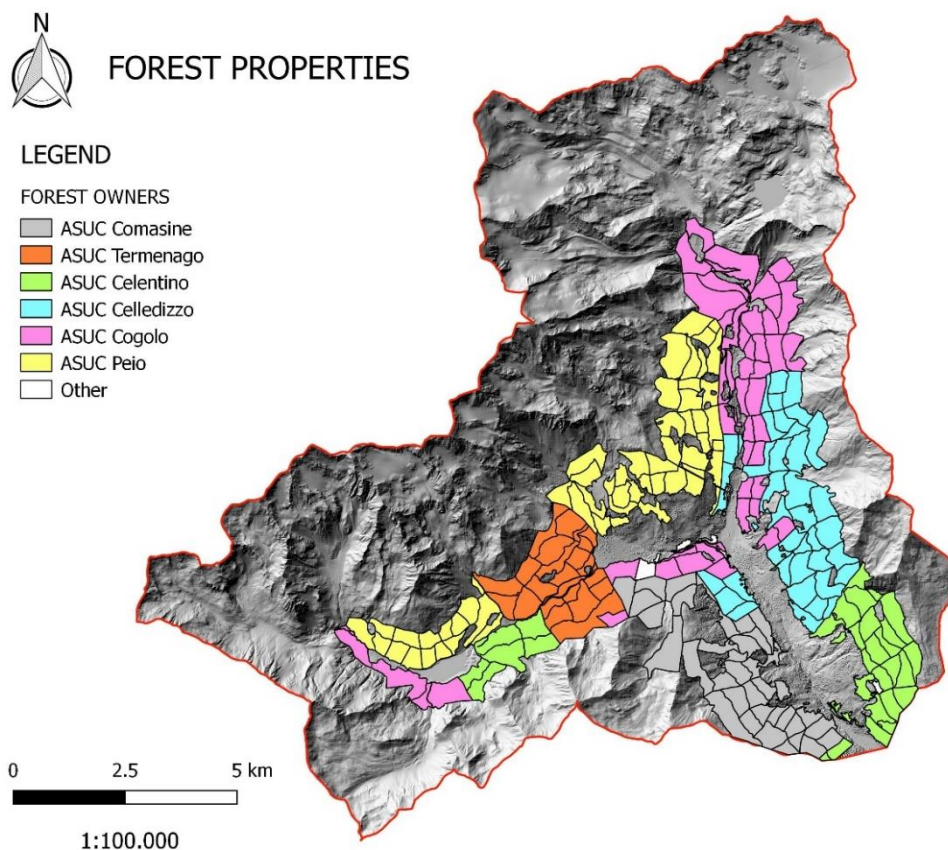 N
FOREST PROPERTIES
LEGEND
FOREST OWNERS
ASUC Comasine
ASUC Termenago
ASUC Celentino
ASUC Celledizzo
ASUC Cogolo
ASUC Peio
Other
0 2.5 5 km
1:100.000